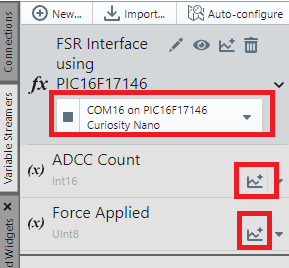 New... Import... Auto-configure
Connections
Variable Streamers
d Widgets
FSR Interface
using
fx PIC16F17146
COM16 on PIC16F17146
Curiosity Nano
(x) ADCC Count
Int16
(x) Force Applied
UInt8